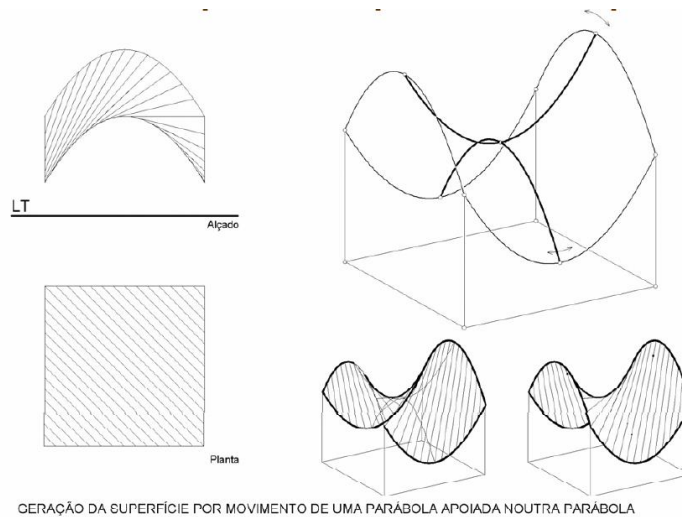 LT
Alçado
Planta
GERAÇÃO DA SUPERFÍCIE POR MOVIMENTO DE UMA PARÁBOLA APOIADA NOUTRA PARÁBOLA